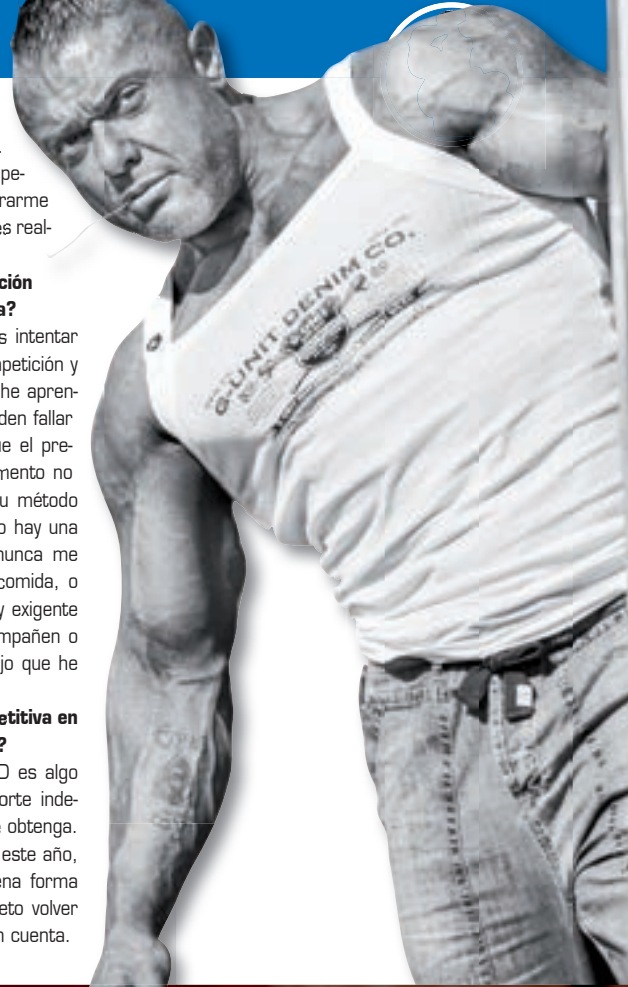 pe-
rarme
es real-
ción
a?
s intentar
petición y
he apren-
den fallar
ue el pre-
mento no
u método
o hay una
nunca me
comida, o
y exigente
mpañen o
jo que he
etitiva en
?
D es algo
orte inde-
e obtenga.
este año,
ena forma
eto volver
n cuenta.
G-UNIT DENIM CO.